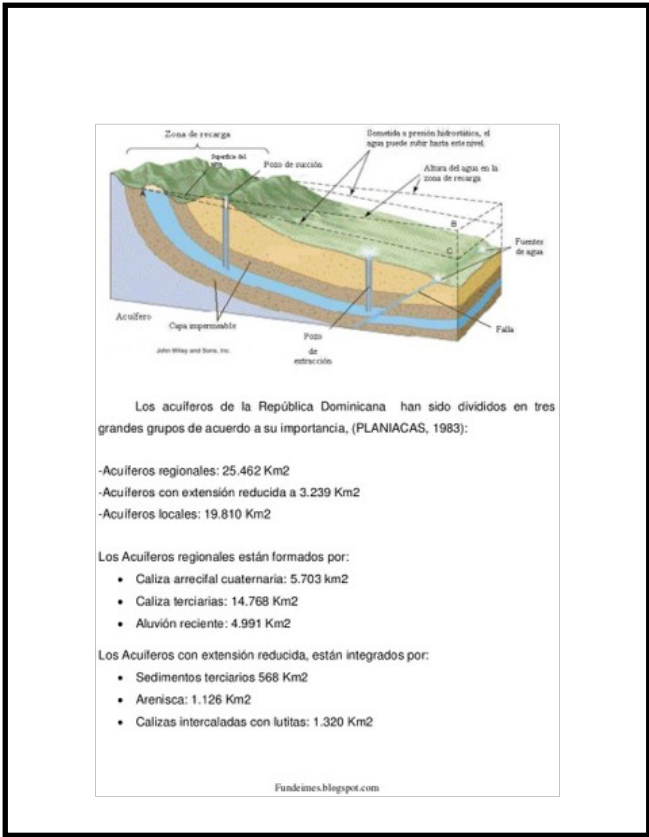 Zona de recarga
Sometida a presión hidrostática, el
agua puede subir hasta este nivel.
Superficie del
agua
Pozo de succión
Altura del agua en la
zona de recarga
A
B
C
Fuentes
de agua
Acuífero
Capa impermeable
Falla
Pozo
de
extracción
John Wiley and Sons, Inc.
Los acuíferos de la República Dominicana han sido divididos en tres
grandes grupos de acuerdo a su importancia, (PLANIACAS, 1983):
-Acuíferos regionales: 25.462 Km2
-Acuíferos con extensión reducida a 3.239 Km2
-Acuíferos locales: 19.810 Km2
Los Acuíferos regionales están formados por:
• Caliza arrecifal cuaternaria: 5.703 km2
• Caliza terciarias: 14.768 Km2
• Aluvión reciente: 4.991 Km2
Los Acuíferos con extensión reducida, están integrados por:
• Sedimentos terciarios 568 Km2
• Arenisca: 1.126 Km2
• Calizas intercaladas con lutitas: 1.320 Km2
Fundeimes.blogspot.com